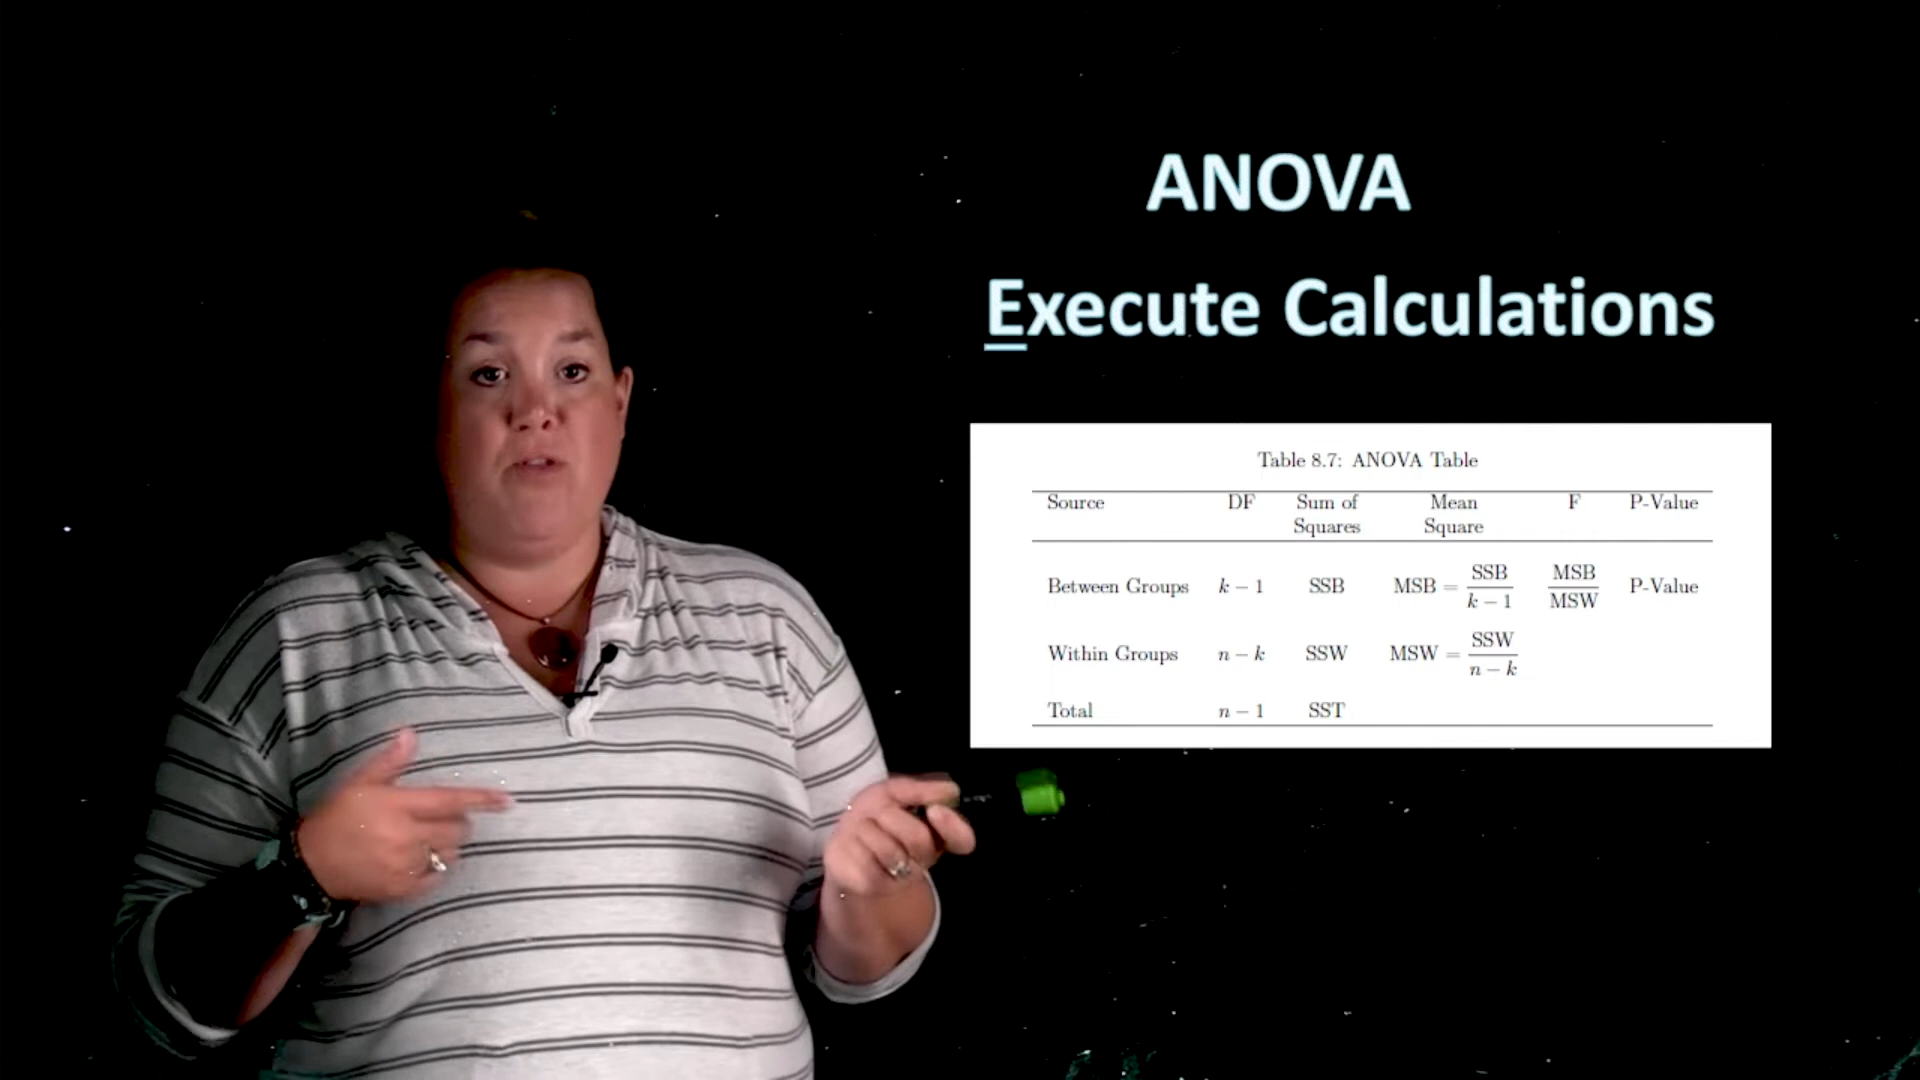 ANOVA
Execute Calculations
Table 8.7: ANOVA Table
Source DF Sum of Squares Mean Square F P-Value
Between Groups k − 1 SSB MSB = SSB / k − 1 MSB / MSW P-Value
Within Groups n − k SSW MSW = SSW / n − k
Total n − 1 SST